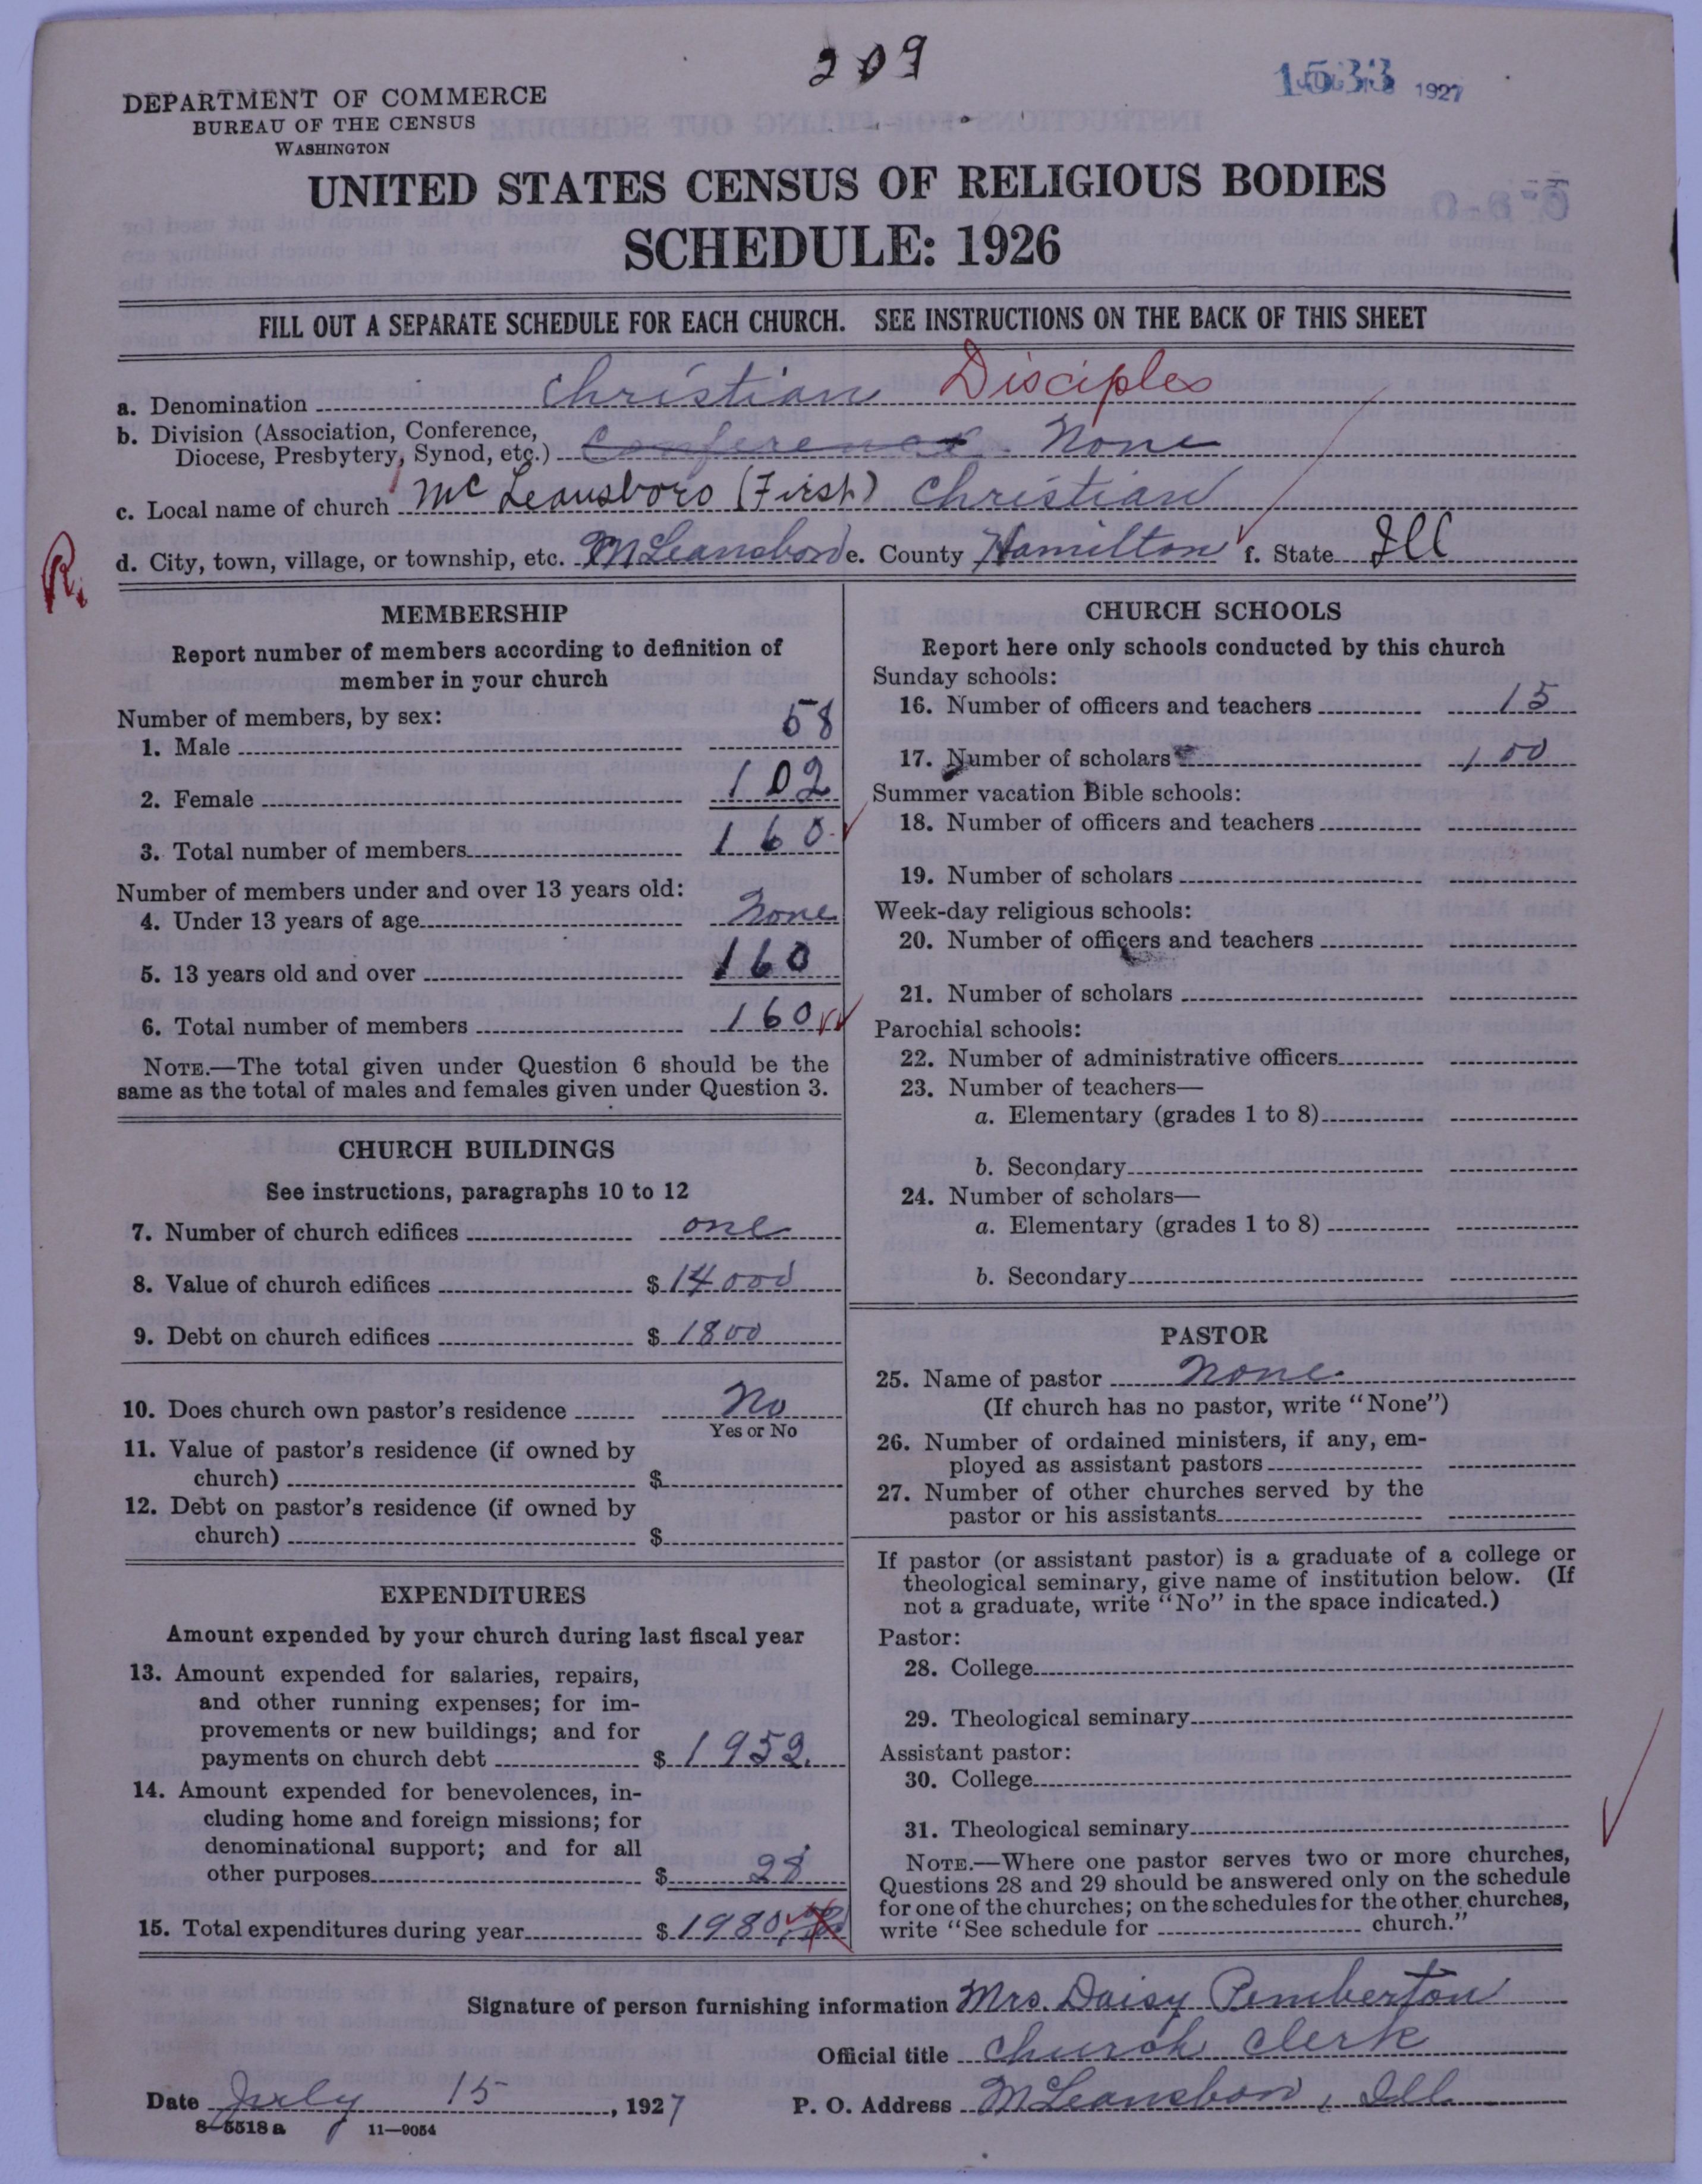 209
1533 1927
DEPARTMENT OF COMMERCE
BUREAU OF THE CENSUS
WASHINGTON
UNITED STATES CENSUS OF RELIGIOUS BODIES
SCHEDULE: 1926
FILL OUT A SEPARATE SCHEDULE FOR EACH CHURCH. SEE INSTRUCTIONS ON THE BACK OF THIS SHEET
a. Denomination Christian Disciples
b. Division (Association, Conference,
Diocese, Presbytery, Synod, etc.) Conference None
c. Local name of church McLeansboro (First) Christian
d. City, town, village, or township, etc. McLeansboro e. County Hamilton f. State Ill
R.
MEMBERSHIP
Report number of members according to definition of
member in your church
Number of members, by sex:
1. Male 58
2. Female 102
3. Total number of members 160
Number of members under and over 13 years old:
4. Under 13 years of age None
5. 13 years old and over 160
6. Total number of members 160
NOTE.—The total given under Question 6 should be the
same as the total of males and females given under Question 3.
CHURCH BUILDINGS
See instructions, paragraphs 10 to 12
7. Number of church edifices one
8. Value of church edifices $ 14000
9. Debt on church edifices $ 1800
10. Does church own pastor's residence No
Yes or No
11. Value of pastor's residence (if owned by
church) $
12. Debt on pastor's residence (if owned by
church) $
EXPENDITURES
Amount expended by your church during last fiscal year
13. Amount expended for salaries, repairs,
and other running expenses; for im-
provements or new buildings; and for
payments on church debt $ 1952.
14. Amount expended for benevolences, in-
cluding home and foreign missions; for
denominational support; and for all
other purposes $ 28
15. Total expenditures during year $ 1980
CHURCH SCHOOLS
Report here only schools conducted by this church
Sunday schools:
16. Number of officers and teachers 15
17. Number of scholars 100
Summer vacation Bible schools:
18. Number of officers and teachers
19. Number of scholars
Week-day religious schools:
20. Number of officers and teachers
21. Number of scholars
Parochial schools:
22. Number of administrative officers
23. Number of teachers—
a. Elementary (grades 1 to 8)
b. Secondary
24. Number of scholars—
a. Elementary (grades 1 to 8)
b. Secondary
PASTOR
25. Name of pastor None
(If church has no pastor, write "None")
26. Number of ordained ministers, if any, em-
ployed as assistant pastors
27. Number of other churches served by the
pastor or his assistants
If pastor (or assistant pastor) is a graduate of a college or
theological seminary, give name of institution below. (If
not a graduate, write "No" in the space indicated.)
Pastor:
28. College
29. Theological seminary
Assistant pastor:
30. College
31. Theological seminary
NOTE.—Where one pastor serves two or more churches,
Questions 28 and 29 should be answered only on the schedule
for one of the churches; on the schedules for the other churches,
write "See schedule for church."
Signature of person furnishing information Mrs. Daisy Pemberton
Official title Church Clerk
Date July 15, 1927 P. O. Address McLeansboro, Ill.
8-5518 a 11-9054